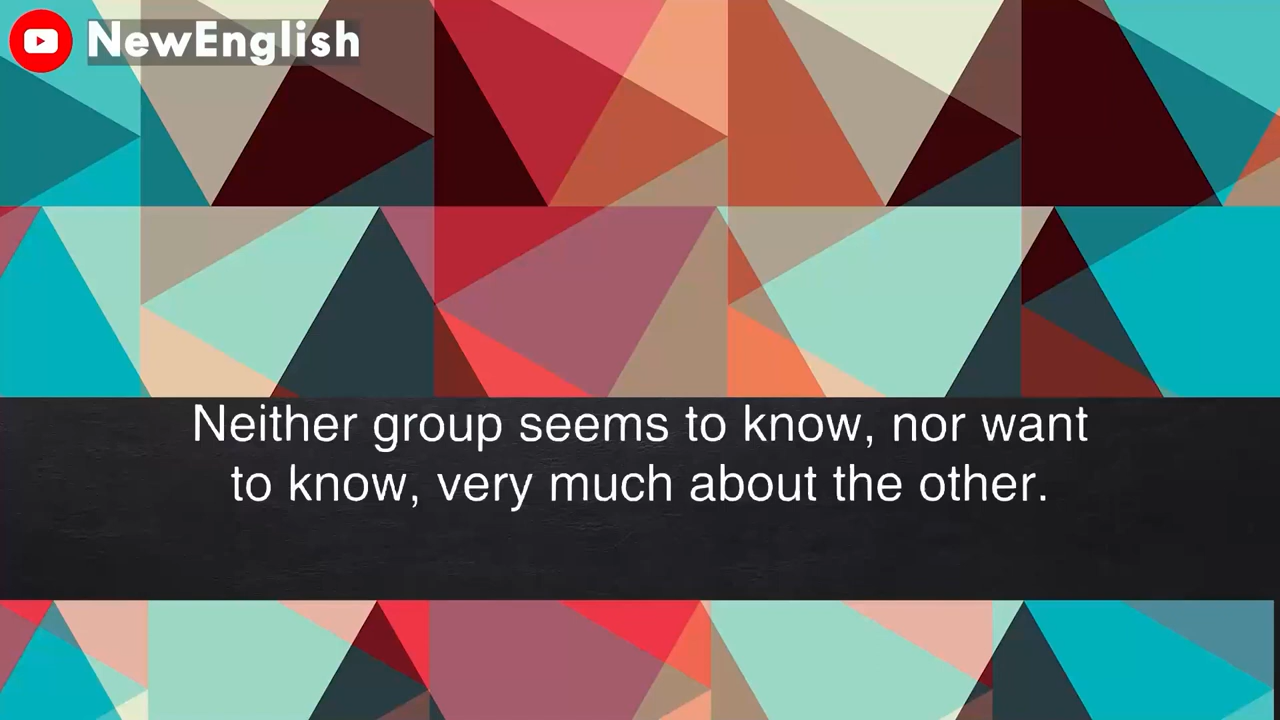 NewEnglish
Neither group seems to know, nor want
to know, very much about the other.